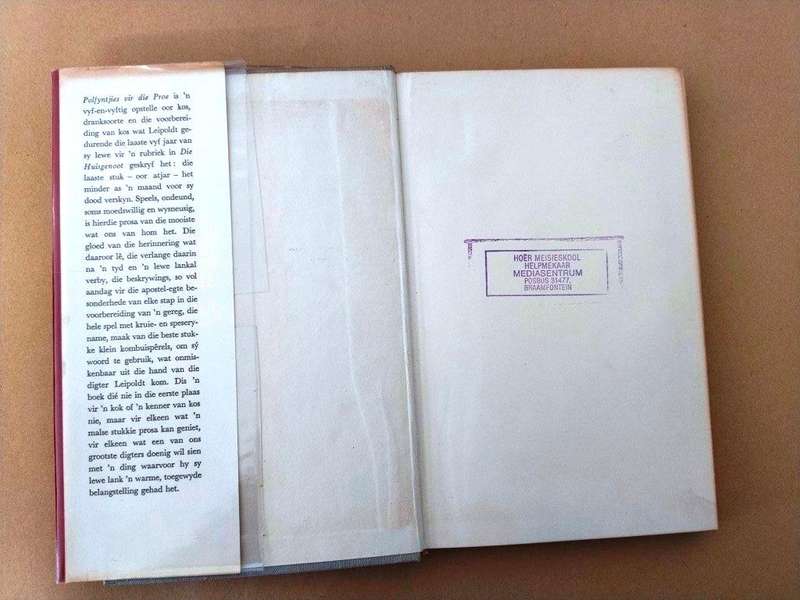 Polfyntjies vir die Proe is 'n
vyf-en-vyftig opstelle oor kos,
dranksoorte en die voorberei-
ding van kos wat Leipoldt ge-
durende die laaste vyf jaar van
sy lewe vir 'n rubriek in Die
Huisgenoot geskryf het: die
laaste stuk – oor atjar – het
minder as 'n maand voor sy
dood verskyn. Speels, ondeund,
soms moedswillig en wysneusig,
is hierdie prosa van die mooiste
wat ons van hom het. Die
gloed van die herinnering wat
daaroor lê, die verlange daarin
na 'n tyd en 'n lewe lankal
verby, die beskrywings, so vol
aandag vir die apostel-egte be-
sonderhede van elke stap in die
voorbereiding van 'n gereg, die
hele spel met kruie- en spesery-
name, maak van die beste stuk-
ke klein kombuispêrels, om sý
woord te gebruik, wat onmis-
kenbaar uit die hand van die
digter Leipoldt kom. Dis 'n
boek dié nie in die eerste plaas
vir 'n kok of 'n kenner van kos
nie, maar vir elkeen wat 'n
malse stukkie prosa kan geniet,
vir elkeen wat een van ons
grootste digters doenig wil sien
met 'n ding waarvoor hy sy
lewe lank 'n warme, toegewyde
belangstelling gehad het.
HOËR MEISIESKOOL
HELPMEKAAR
MEDIASENTRUM
POSBUS 31477,
BRAAMFONTEIN